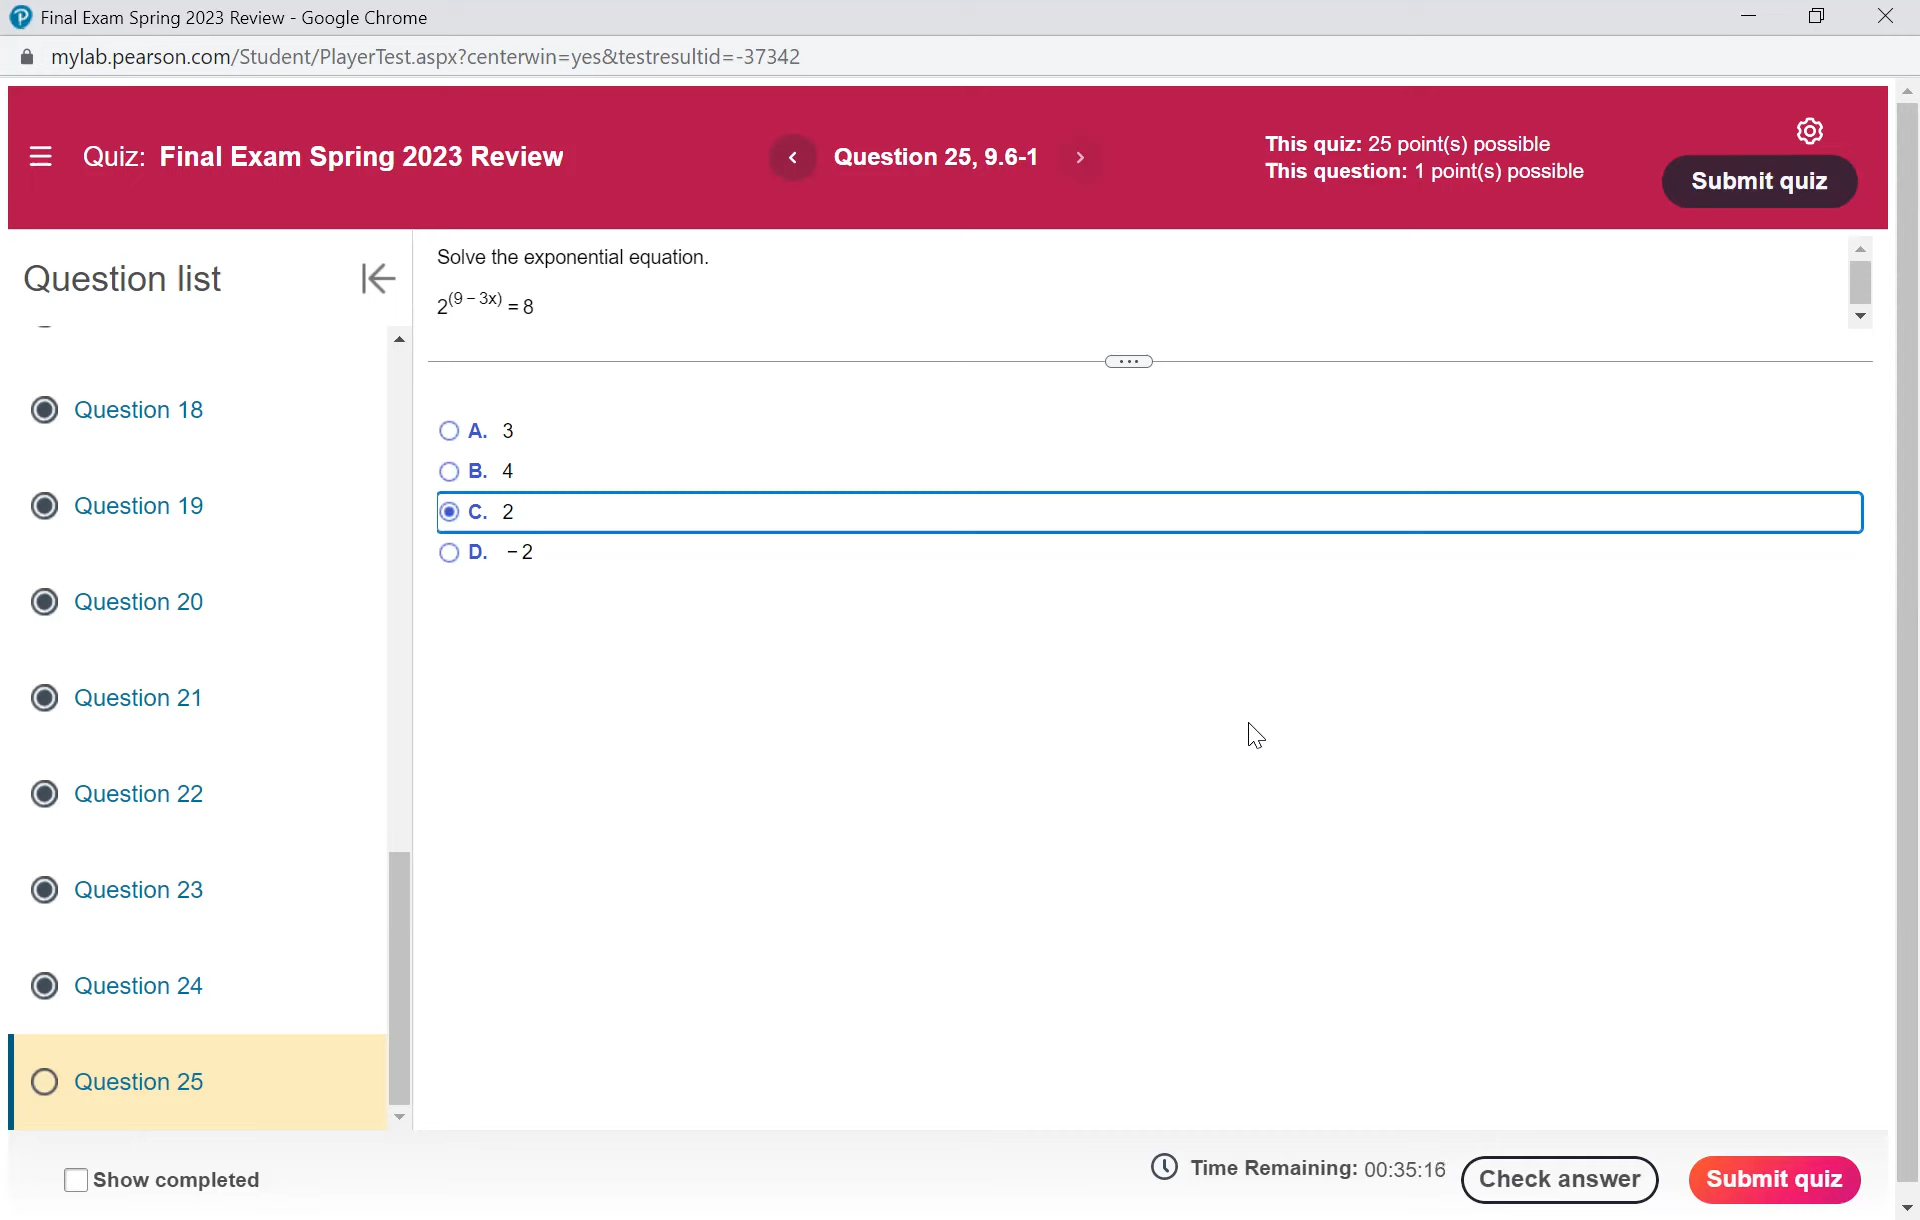 Final Exam Spring 2023 Review - Google Chrome
mylab.pearson.com/Student/PlayerTest.aspx?centerwin=yes&testresultid=-37342
Quiz: Final Exam Spring 2023 Review
Question 25, 9.6-1
This quiz: 25 point(s) possible
This question: 1 point(s) possible
Submit quiz
Question list
Question 18
Question 19
Question 20
Question 21
Question 22
Question 23
Question 24
Question 25
Solve the exponential equation.
2^(9 − 3x) = 8
A. 3
B. 4
C. 2
D. −2
Show completed
Time Remaining: 00:35:16
Check answer
Submit quiz